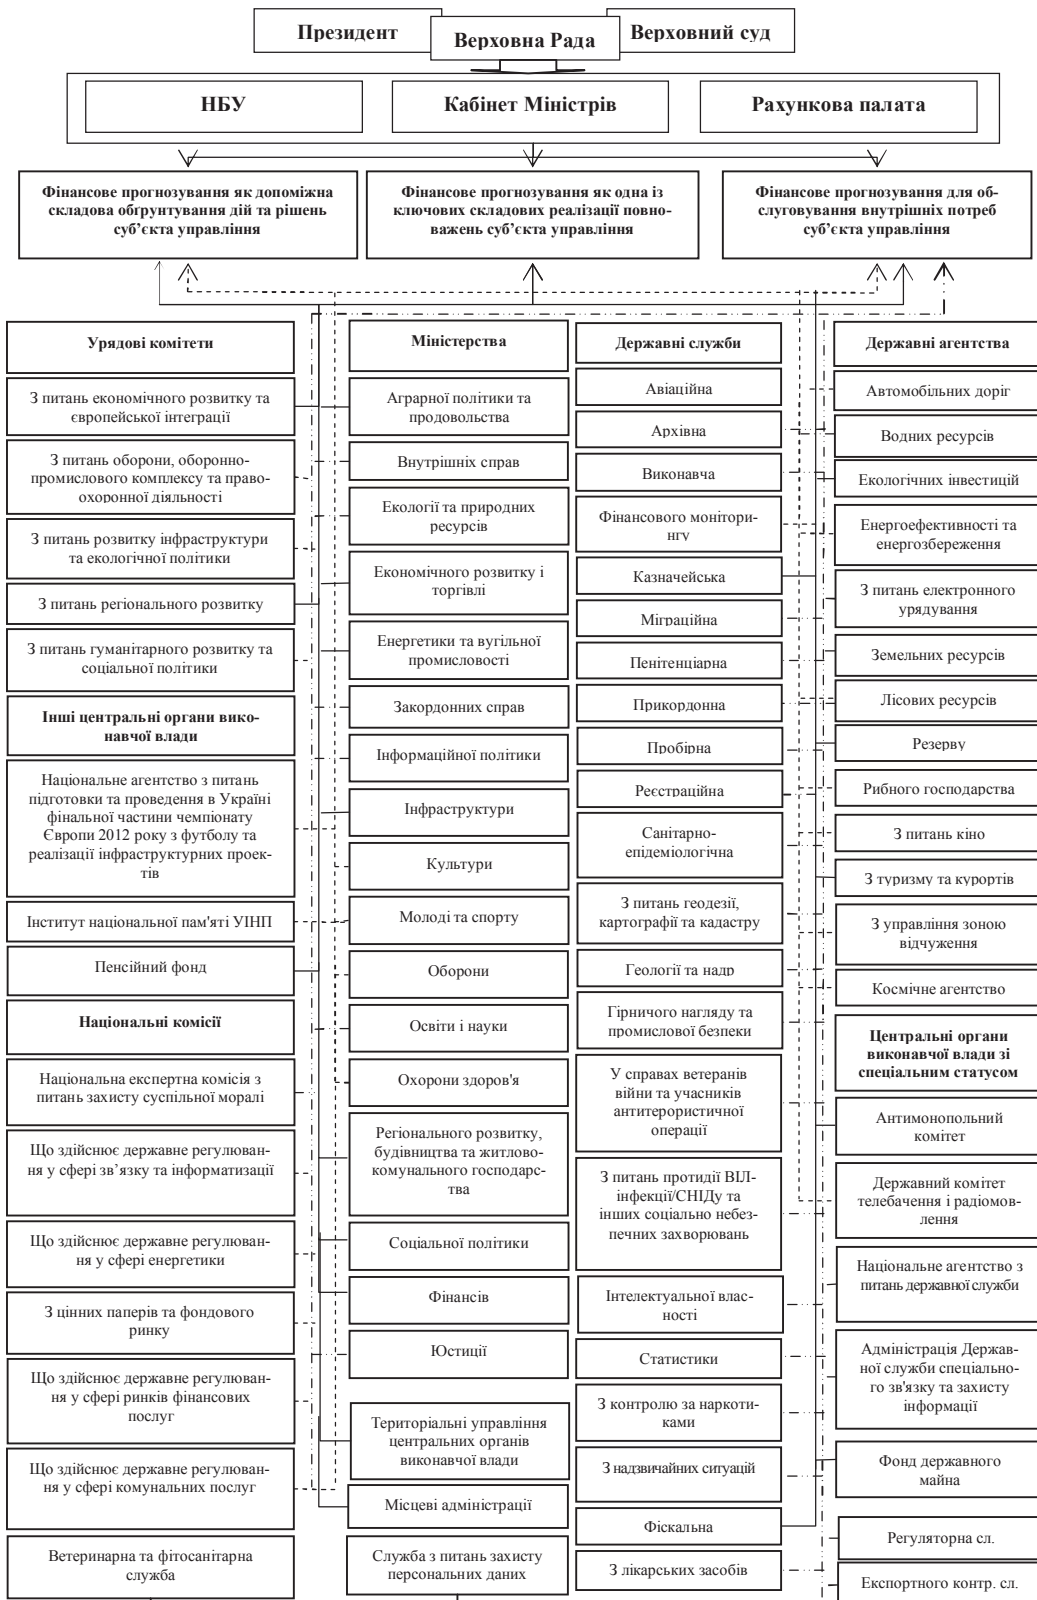 Президент
Верховна Рада
Верховний суд
НБУ
Кабінет Міністрів
Рахункова палата
Фінансове прогнозування як допоміжна
складова обґрунтування дій та рішень
суб’єкта управління
Фінансове прогнозування як одна із
ключових складових реалізації повно-
важень суб’єкта управління
Фінансове прогнозування для об-
слуговування внутрішніх потреб
суб’єкта управління
Урядові комітети
З питань економічного розвитку та
європейської інтеграції
З питань оборони, оборонно-
промислового комплексу та право-
охоронної діяльності
З питань розвитку інфраструктури
та екологічної політики
З питань регіонального розвитку
З питань гуманітарного розвитку та
соціальної політики
Інші центральні органи вико-
навчої влади
Національне агентство з питань
підготовки та проведення в Україні
фінальної частини чемпіонату
Європи 2012 року з футболу та
реалізації інфраструктурних проек-
тів
Інститут національної пам'яті УІНП
Пенсійний фонд
Національні комісії
Національна експертна комісія з
питань захисту суспільної моралі
Що здійснює державне регулюван-
ня у сфері зв’язку та інформатизації
Що здійснює державне регулюван-
ня у сфері енергетики
З цінних паперів та фондового
ринку
Що здійснює державне регулюван-
ня у сфері ринків фінансових
послуг
Що здійснює державне регулюван-
ня у сфері комунальних послуг
Ветеринарна та фітосанітарна
служба
Міністерства
Аграрної політики та
продовольства
Внутрішніх справ
Екології та природних
ресурсів
Економічного розвитку і
торгівлі
Енергетики та вугільної
промисловості
Закордонних справ
Інформаційної політики
Інфраструктури
Культури
Молоді та спорту
Оборони
Освіти і науки
Охорони здоров'я
Регіонального розвитку,
будівництва та житлово-
комунального господарс-
тва
Соціальної політики
Фінансів
Юстиції
Територіальні управління
центральних органів
виконавчої влади
Місцеві адміністрації
Служба з питань захисту
персональних даних
Державні служби
Авіаційна
Архівна
Виконавча
Фінансового моніторин-
нгу
Казначейська
Міграційна
Пенітенціарна
Прикордонна
Пробірна
Реєстраційна
Санітарно-
епідеміологічна
З питань геодезії,
картографії та кадастру
Геології та надр
Гірничого нагляду та
промислової безпеки
У справах ветеранів
війни та учасників
антитерористичної
операції
З питань протидії ВІЛ-
інфекції/СНІДу та
інших соціально небез-
печних захворювань
Інтелектуальної влас-
ності
Статистики
З контролю за наркоти-
ками
З надзвичайних ситуацій
Фіскальна
З лікарських засобів
Державні агентства
Автомобільних доріг
Водних ресурсів
Екологічних інвестицій
Енергоефективності та
енергозбереження
З питань електронного
урядування
Земельних ресурсів
Лісових ресурсів
Резерву
Рибного господарства
З питань кіно
З туризму та курортів
З управління зоною
відчуження
Космічне агентство
Центральні органи
виконавчої влади зі
спеціальним статусом
Антимонопольний
комітет
Державний комітет
телебачення і радіомов-
лення
Національне агентство з
питань державної служби
Адміністрація Держав-
ної служби спеціально-
го зв'язку та захисту
інформації
Фонд державного
майна
Регуляторна сл.
Експортного контр. сл.